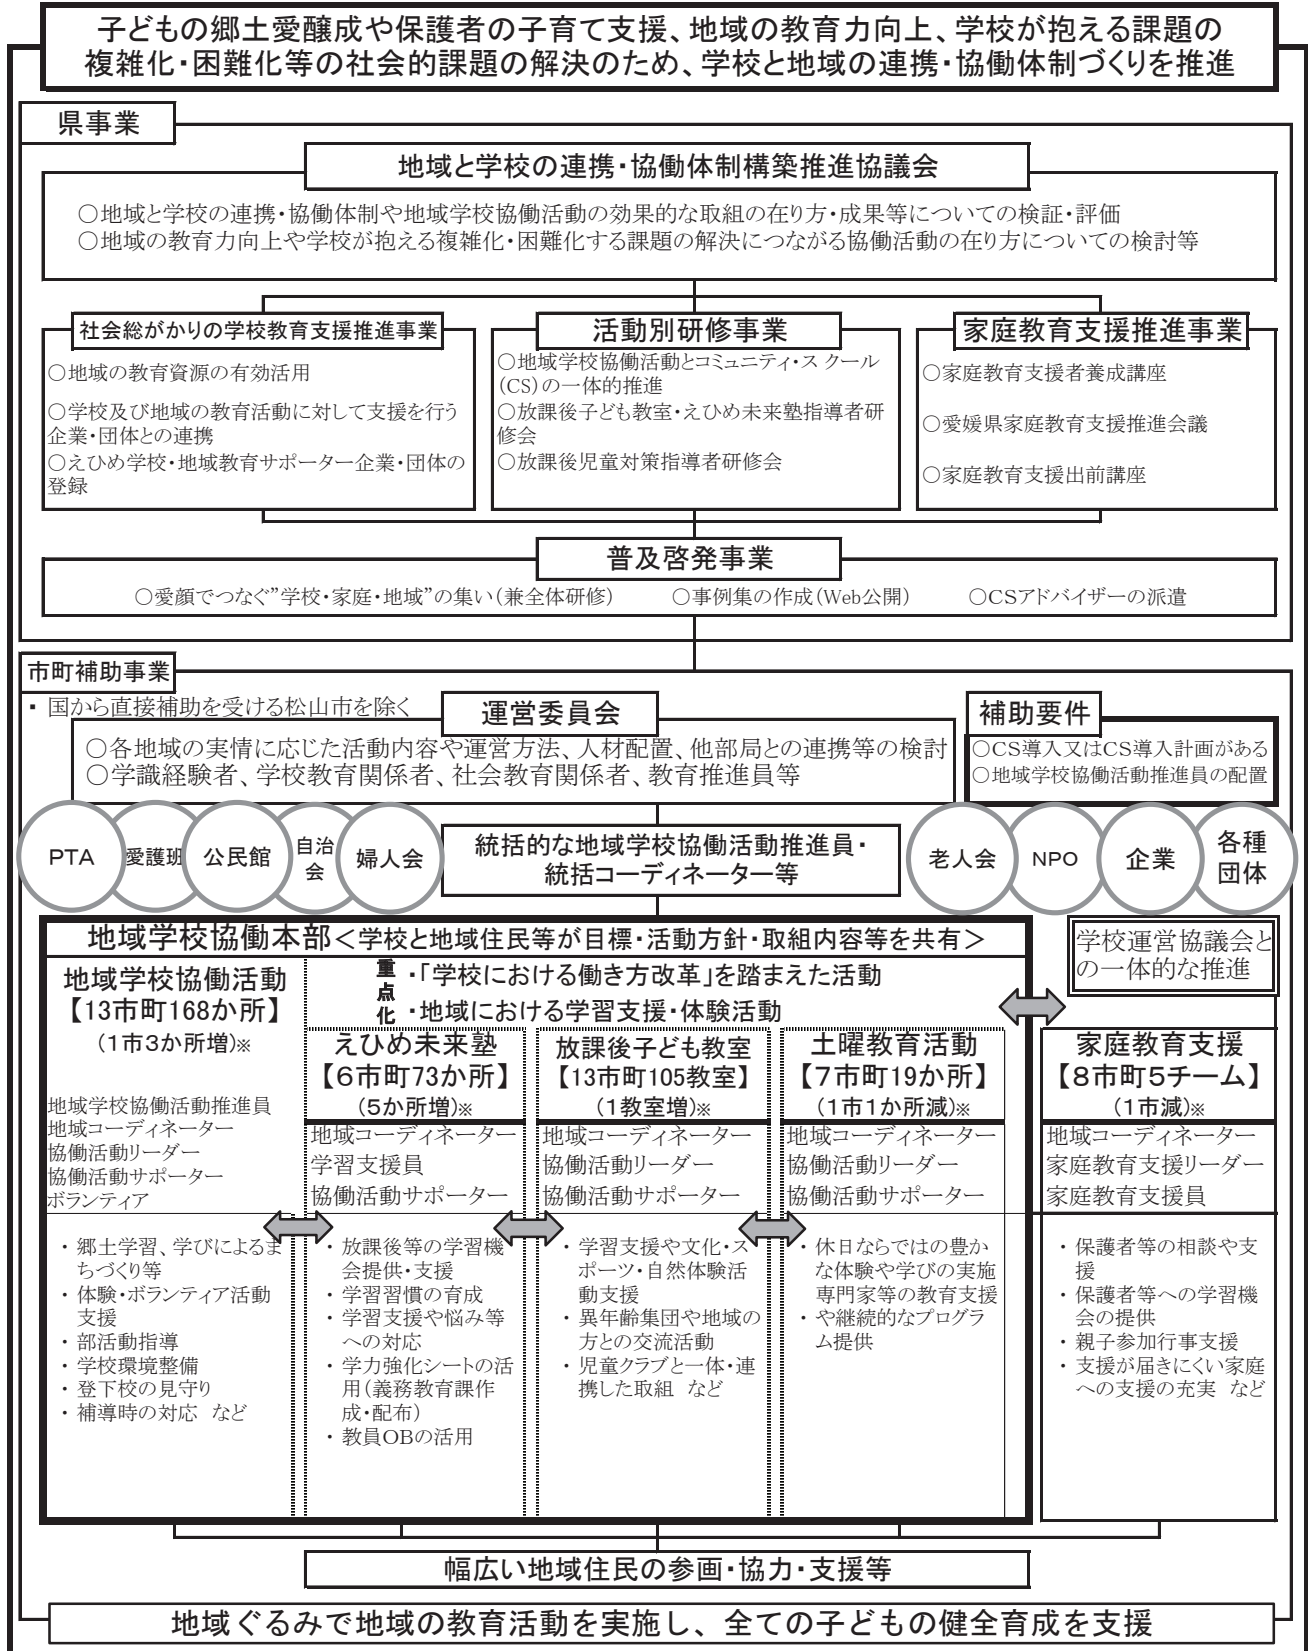 子どもの郷土愛醸成や保護者の子育て支援、地域の教育力向上、学校が抱える課題の
複雑化・困難化等の社会的課題の解決のため、学校と地域の連携・協働体制づくりを推進
県事業
地域と学校の連携・協働体制構築推進協議会
○地域と学校の連携・協働体制や地域学校協働活動の効果的な取組の在り方・成果等についての検証・評価
○地域の教育力向上や学校が抱える複雑化・困難化する課題の解決につながる協働活動の在り方についての検討等
社会総がかりの学校教育支援推進事業
○地域の教育資源の有効活用
○学校及び地域の教育活動に対して支援を行う
企業・団体との連携
○えひめ学校・地域教育サポーター企業・団体の
登録
活動別研修事業
○地域学校協働活動とコミュニティ・スクール
(CS)の一体的推進
○放課後子ども教室・えひめ未来塾指導者研
修会
○放課後児童対策指導者研修会
家庭教育支援推進事業
○家庭教育支援者養成講座
○愛媛県家庭教育支援推進会議
○家庭教育支援出前講座
普及啓発事業
○愛顔でつなぐ"学校・家庭・地域"の集い(兼全体研修) ○事例集の作成(Web公開) ○CSアドバイザーの派遣
市町補助事業
▪ 国から直接補助を受ける松山市を除く
運営委員会
○各地域の実情に応じた活動内容や運営方法、人材配置、他部局との連携等の検討
○学識経験者、学校教育関係者、社会教育関係者、教育推進員等
補助要件
○CS導入又はCS導入計画がある
○地域学校協働活動推進員の配置
PTA
愛護班
公民館
自治
会
婦人会
統括的な地域学校協働活動推進員・
統括コーディネーター等
老人会
NPO
企業
各種
団体
地域学校協働本部<学校と地域住民等が目標・活動方針・取組内容等を共有>
学校運営協議会と
の一体的な推進
重点化
・「学校における働き方改革」を踏まえた活動
・地域における学習支援・体験活動
地域学校協働活動
【13市町168か所】
(1市3か所増)※
地域学校協働活動推進員
地域コーディネーター
協働活動リーダー
協働活動サポーター
ボランティア
・郷土学習、学びによるま
ちづくり等
・体験・ボランティア活動
支援
・部活動指導
・学校環境整備
・登下校の見守り
・補導時の対応 など
えひめ未来塾
【6市町73か所】
(5か所増)※
地域コーディネーター
学習支援員
協働活動サポーター
・放課後等の学習機
会提供・支援
・学習習慣の育成
・学習支援や悩み等
への対応
・学力強化シートの活
用(義務教育課作
成・配布)
・教員OBの活用
放課後子ども教室
【13市町105教室】
(1教室増)※
地域コーディネーター
協働活動リーダー
協働活動サポーター
・学習支援や文化・ス
ポーツ・自然体験活
動支援
・異年齢集団や地域の
方との交流活動
・児童クラブと一体・連
携した取組 など
土曜教育活動
【7市町19か所】
(1市1か所減)※
地域コーディネーター
協働活動リーダー
協働活動サポーター
・休日ならではの豊か
な体験や学びの実施
専門家等の教育支援
・や継続的なプログラ
ム提供
家庭教育支援
【8市町5チーム】
(1市減)※
地域コーディネーター
家庭教育支援リーダー
家庭教育支援員
・保護者等の相談や支
援
・保護者等への学習機
会の提供
・親子参加行事支援
・支援が届きにくい家庭
への支援の充実 など
幅広い地域住民の参画・協力・支援等
地域ぐるみで地域の教育活動を実施し、全ての子どもの健全育成を支援